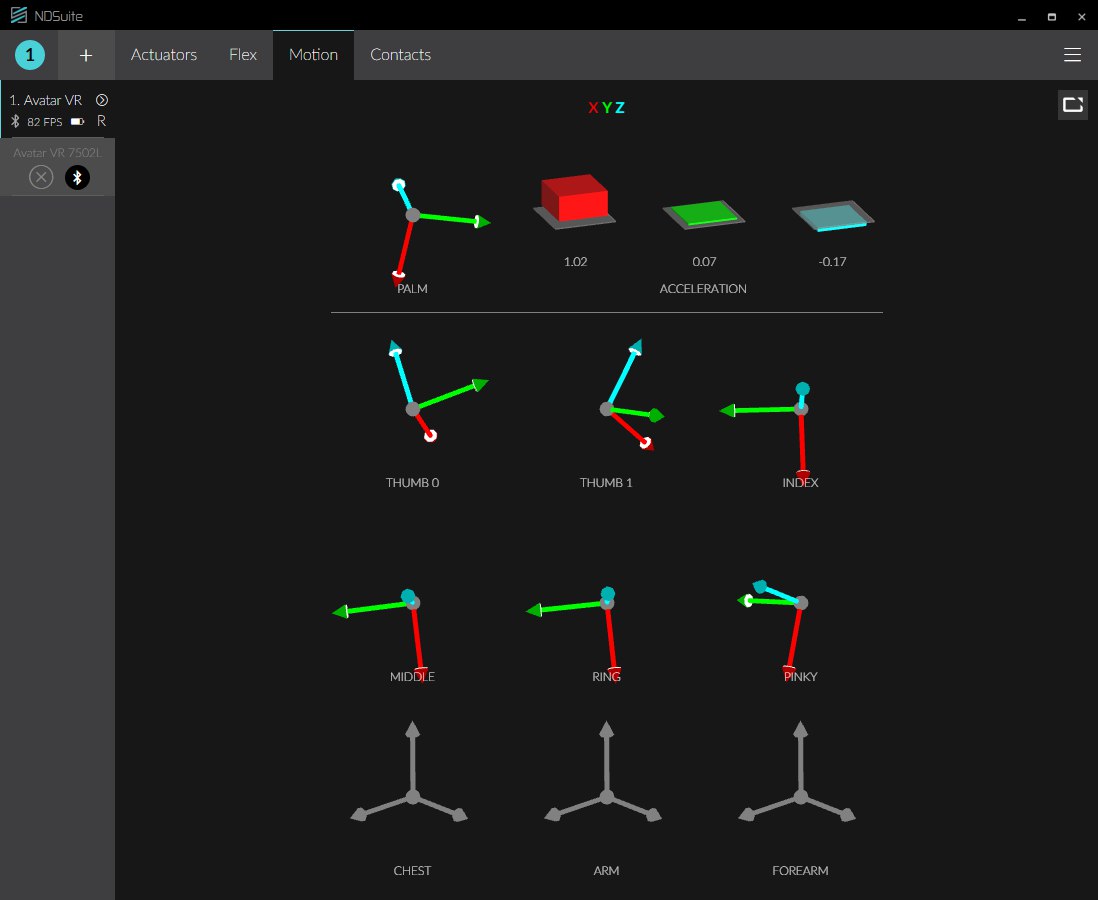 NDSuite
1 + Actuators Flex Motion Contacts
1. Avatar VR
82 FPS R
Avatar VR 7502L
X Y Z
1.02 0.07 -0.17
PALM ACCELERATION
THUMB 0 THUMB 1 INDEX
MIDDLE RING PINKY
CHEST ARM FOREARM